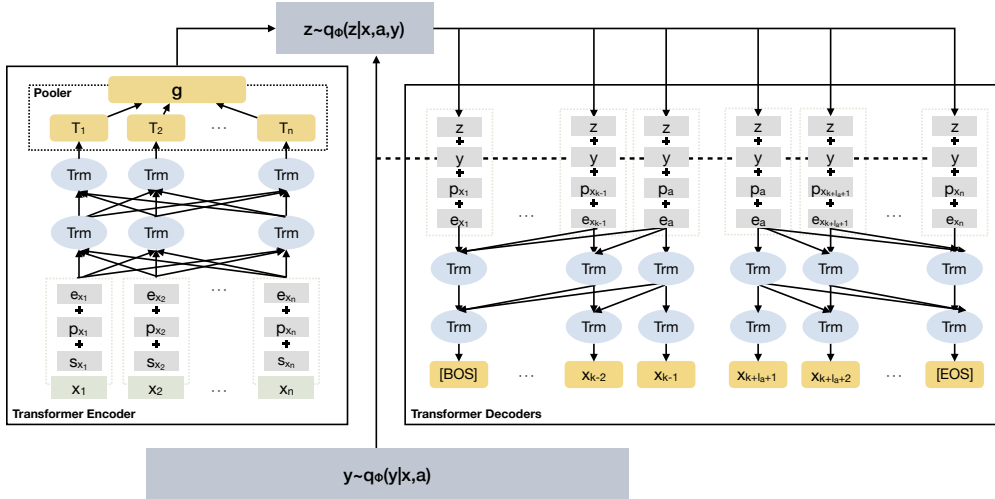 z~qΦ(z|x,a,y)
g
Pooler
T1 T2 ... Tn
Trm Trm Trm
Trm Trm Trm
...
ex1 ex2 exn
+ + +
px1 px2 pxn
+ + +
sx1 sx2 sxn
x1 x2 xn
Transformer Encoder
z z z z z z
+ + + + + +
y y y y y y
+ + + + + +
px1 pxk-1 pa pa pxk+la+1 pxn
+ + + + + +
ex1 ... exk-1 ea ea exk+la+1 ... exn
Trm Trm Trm Trm Trm Trm
Trm Trm Trm Trm Trm Trm
[BOS] ... xk-2 xk-1 xk+la+1 xk+la+2 ... [EOS]
Transformer Decoders
y~qΦ(y|x,a)